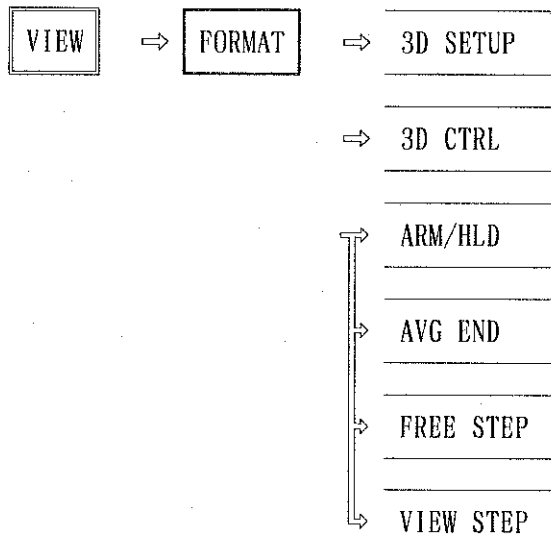 VIEW ⇨ FORMAT ⇨ 3D SETUP
⇨ 3D CTRL
ARM/HLD
AVG END
FREE STEP
VIEW STEP